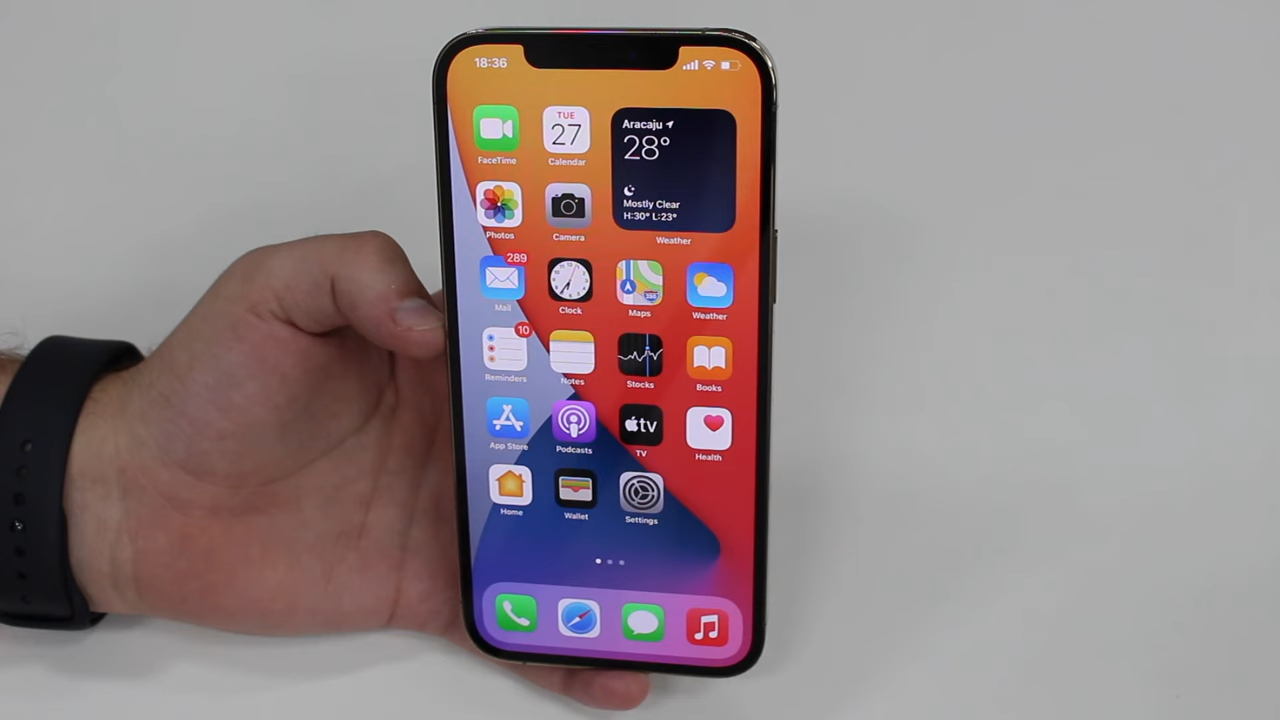 18:36
FaceTime
TUE
27
Calendar
Aracaju
28°
Mostly Clear
H:30° L:23°
Weather
Photos
Camera
289
Mail
Clock
280
Maps
Weather
10
Reminders
Notes
Stocks
Books
App Store
Podcasts
tv
TV
Health
Home
Wallet
Settings